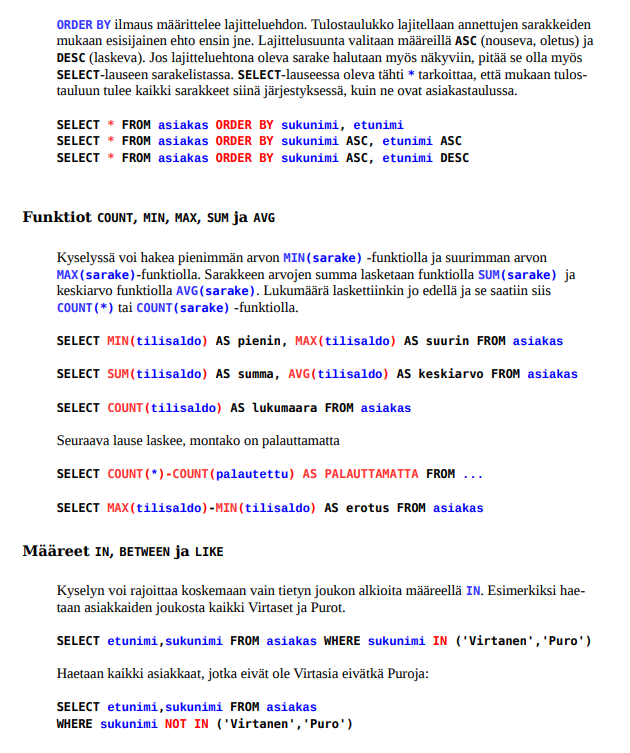 ORDER BY ilmaus määrittelee lajitteluehdon. Tulostaulukko lajitellaan annettujen sarakkeiden
mukaan esisijainen ehto ensin jne. Lajittelusuunta valitaan määreillä ASC (nouseva, oletus) ja
DESC (laskeva). Jos lajitteluehtona oleva sarake halutaan myös näkyviin, pitää se olla myös
SELECT-lauseen sarakelistassa. SELECT-lauseessa oleva tähti * tarkoittaa, että mukaan tulos-
tauluun tulee kaikki sarakkeet siinä järjestyksessä, kuin ne ovat asiakastaulussa.
SELECT * FROM asiakas ORDER BY sukunimi, etunimi
SELECT * FROM asiakas ORDER BY sukunimi ASC, etunimi ASC
SELECT * FROM asiakas ORDER BY sukunimi ASC, etunimi DESC
Funktiot COUNT, MIN, MAX, SUM ja AVG
Kyselyssä voi hakea pienimmän arvon MIN(sarake) -funktiolla ja suurimman arvon
MAX(sarake)-funktiolla. Sarakkeen arvojen summa lasketaan funktiolla SUM(sarake) ja
keskiarvo funktiolla AVG(sarake). Lukumäärä laskettiinkin jo edellä ja se saatiin siis
COUNT(*) tai COUNT(sarake) -funktiolla.
SELECT MIN(tilisaldo) AS pienin, MAX(tilisaldo) AS suurin FROM asiakas
SELECT SUM(tilisaldo) AS summa, AVG(tilisaldo) AS keskiarvo FROM asiakas
SELECT COUNT(tilisaldo) AS lukumaara FROM asiakas
Seuraava lause laskee, montako on palauttamatta
SELECT COUNT(*)-COUNT(palautettu) AS PALAUTTAMATTA FROM ...
SELECT MAX(tilisaldo)-MIN(tilisaldo) AS erotus FROM asiakas
Määreet IN, BETWEEN ja LIKE
Kyselyn voi rajoittaa koskemaan vain tietyn joukon alkioita määreellä IN. Esimerkiksi hae-
taan asiakkaiden joukosta kaikki Virtaset ja Purot.
SELECT etunimi,sukunimi FROM asiakas WHERE sukunimi IN ('Virtanen','Puro')
Haetaan kaikki asiakkaat, jotka eivät ole Virtasia eivätkä Puroja:
SELECT etunimi,sukunimi FROM asiakas
WHERE sukunimi NOT IN ('Virtanen','Puro')